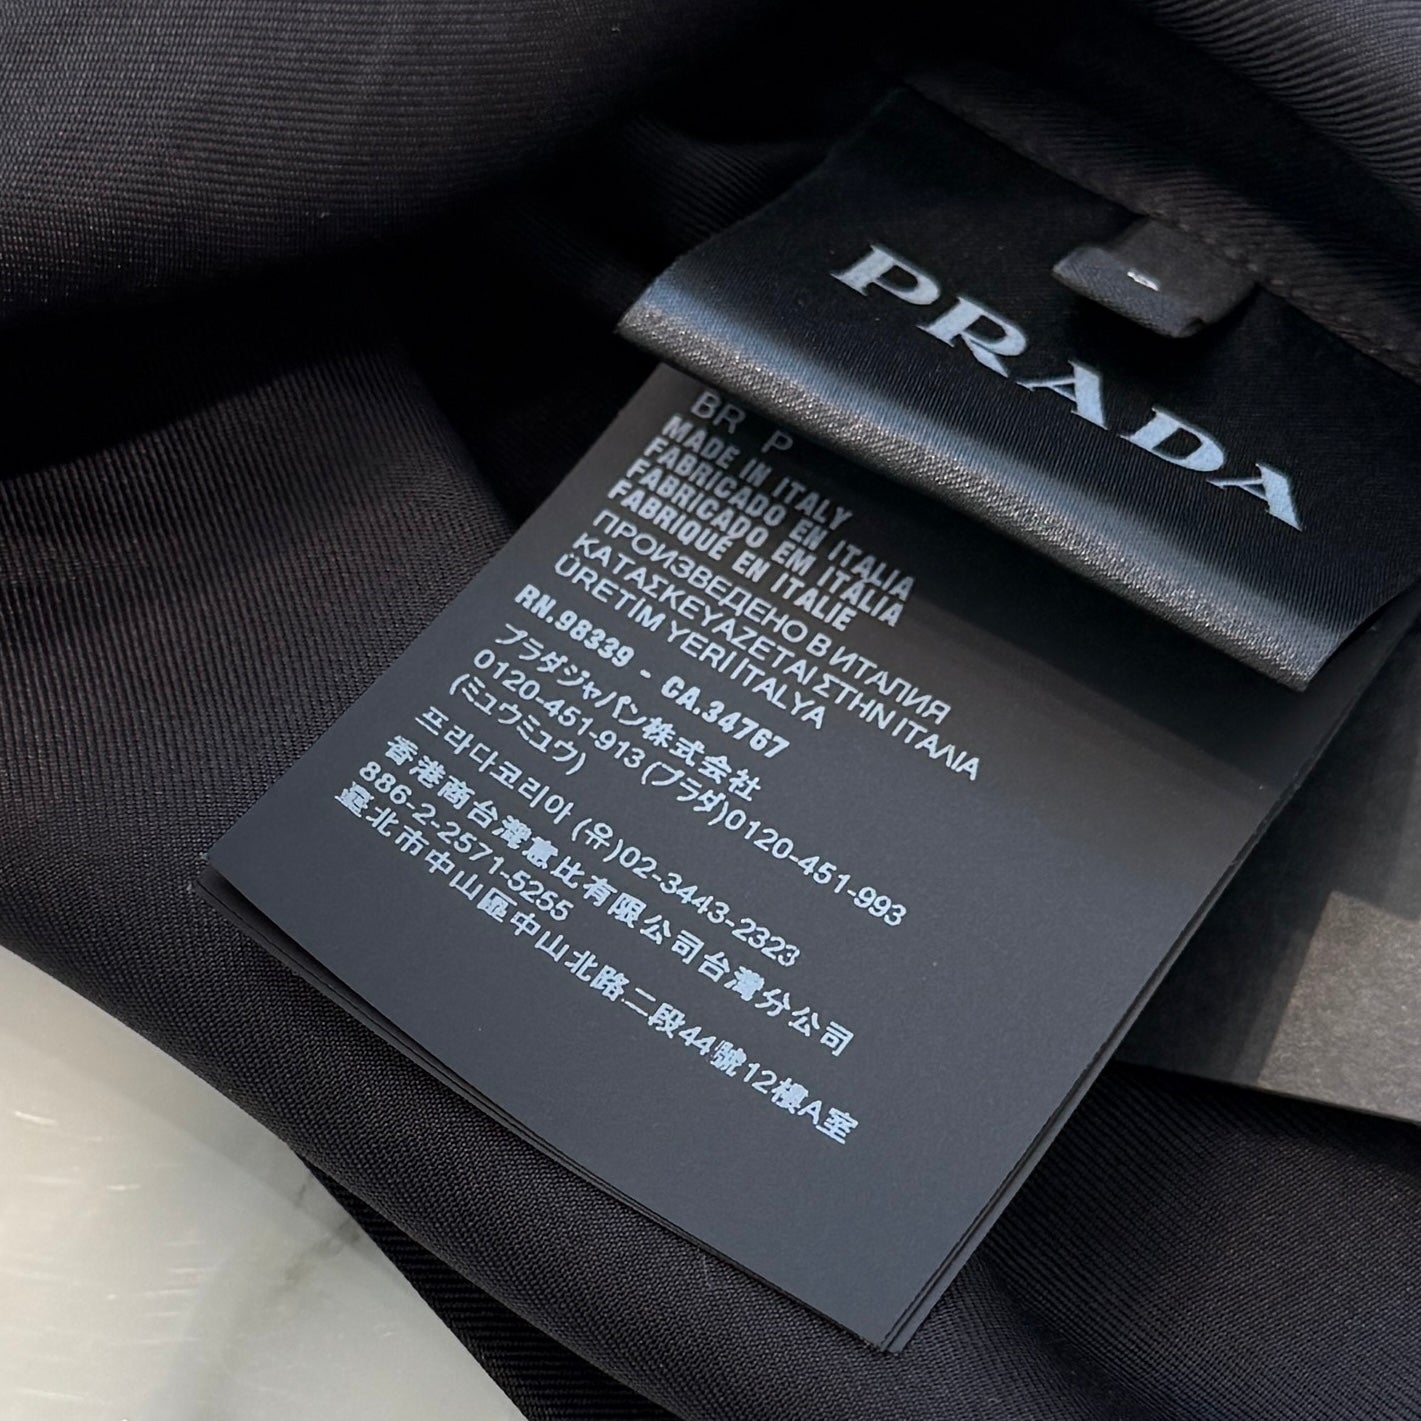 PRADA
BR P
MADE IN ITALY
FABRICADO EN ITALIA
FABRICADO EM ITALIA
FABRIQUÉ EN ITALIE
ПРОИЗВЕДЕНО В ИТАЛИЯ
ΚΑΤΑΣΚΕΥΑΖΕΤΑΙ ΣΤΗΝ ΙΤΑΛΙΑ
ÜRETİM YERI ITALYA
RN.98339 - CA.34767
プラダジャパン株式会社
0120-451-913 (プラダ)0120-451-993
(ミュウミュウ)
프라다코리아 (유)02-3443-2323
香港商台灣惠比有限公司台灣分公司
886-2-2571-5255
臺北市中山區中山北路二段44號12樓A室